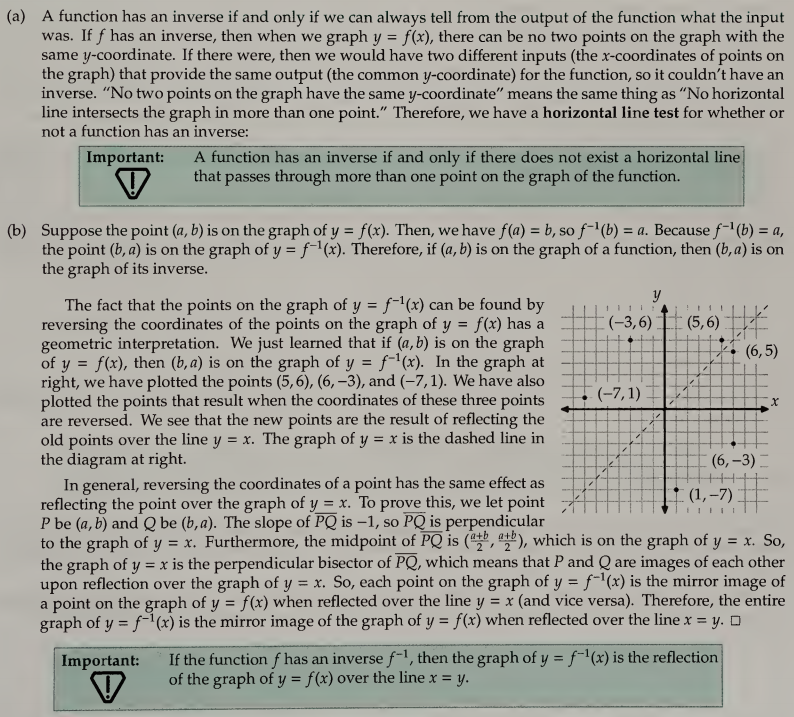 (a) A function has an inverse if and only if we can always tell from the output of the function what the input
was. If f has an inverse, then when we graph y = f(x), there can be no two points on the graph with the
same y-coordinate. If there were, then we would have two different inputs (the x-coordinates of points on
the graph) that provide the same output (the common y-coordinate) for the function, so it couldn't have an
inverse. "No two points on the graph have the same y-coordinate" means the same thing as "No horizontal
line intersects the graph in more than one point." Therefore, we have a horizontal line test for whether or
not a function has an inverse:
Important: A function has an inverse if and only if there does not exist a horizontal line
that passes through more than one point on the graph of the function.
(b) Suppose the point (a, b) is on the graph of y = f(x). Then, we have f(a) = b, so f⁻¹(b) = a. Because f⁻¹(b) = a,
the point (b, a) is on the graph of y = f⁻¹(x). Therefore, if (a, b) is on the graph of a function, then (b, a) is on
the graph of its inverse.
The fact that the points on the graph of y = f⁻¹(x) can be found by
reversing the coordinates of the points on the graph of y = f(x) has a
geometric interpretation. We just learned that if (a, b) is on the graph
of y = f(x), then (b, a) is on the graph of y = f⁻¹(x). In the graph at
right, we have plotted the points (5, 6), (6, −3), and (−7, 1). We have also
plotted the points that result when the coordinates of these three points
are reversed. We see that the new points are the result of reflecting the
old points over the line y = x. The graph of y = x is the dashed line in
the diagram at right.
y
(−3, 6) (5, 6)
(6, 5)
(−7, 1)
x
(6, −3)
(1, −7)
In general, reversing the coordinates of a point has the same effect as
reflecting the point over the graph of y = x. To prove this, we let point
P be (a, b) and Q be (b, a). The slope of P̅Q̅ is −1, so P̅Q̅ is perpendicular
to the graph of y = x. Furthermore, the midpoint of P̅Q̅ is ((a+b)/2, (a+b)/2), which is on the graph of y = x. So,
the graph of y = x is the perpendicular bisector of P̅Q̅, which means that P and Q are images of each other
upon reflection over the graph of y = x. So, each point on the graph of y = f⁻¹(x) is the mirror image of
a point on the graph of y = f(x) when reflected over the line y = x (and vice versa). Therefore, the entire
graph of y = f⁻¹(x) is the mirror image of the graph of y = f(x) when reflected over the line x = y. □
Important: If the function f has an inverse f⁻¹, then the graph of y = f⁻¹(x) is the reflection
of the graph of y = f(x) over the line x = y.